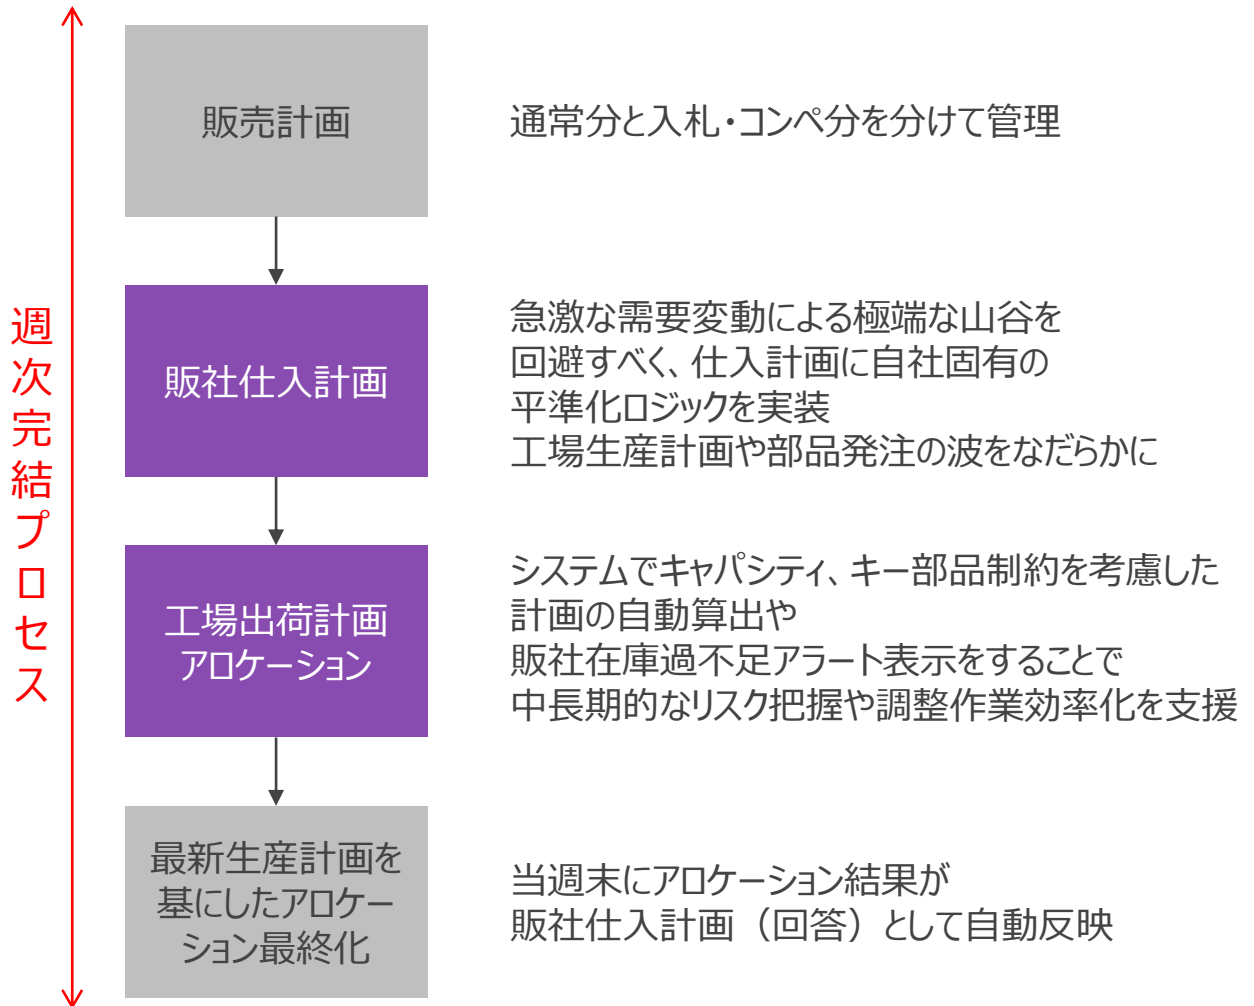 週次完結プロセス
販売計画
通常分と入札・コンペ分を分けて管理
販社仕入計画
急激な需要変動による極端な山谷を
回避すべく、仕入計画に自社固有の
平準化ロジックを実装
工場生産計画や部品発注の波をなだらかに
工場出荷計画
アロケーション
システムでキャパシティ、キー部品制約を考慮した
計画の自動算出や
販社在庫過不足アラート表示をすることで
中長期的なリスク把握や調整作業効率化を支援
最新生産計画を
基にしたアロケー
ション最終化
当週末にアロケーション結果が
販社仕入計画（回答）として自動反映